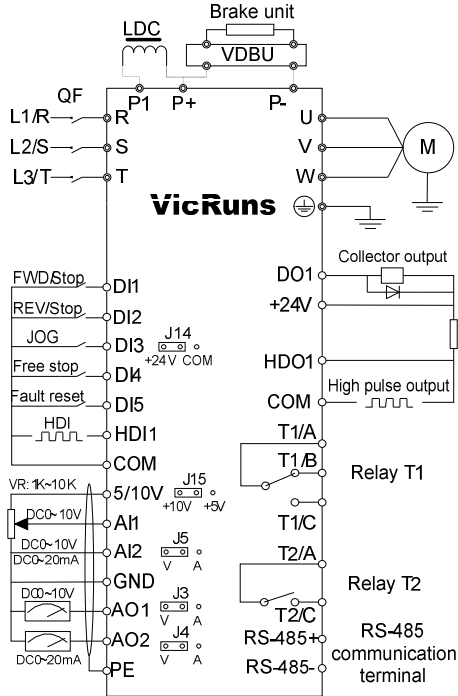 Brake unit
LDC
VDBU
P1 P+ P-
QF
L1/R R U
L2/S S V M
L3/T T W
VicRuns
Collector output
FWD/Stop DI1 DO1
REV/Stop DI2 +24V
JOG DI3 J14
+24V COM
Free stop DI4 HDO1
Fault reset DI5
High pulse output
HDI HDI1 COM
COM
T1/A
T1/B Relay T1
VR: 1K~10K 5/10V J15
+10V +5V
DC0~10V AI1 T1/C
DC0~10V AI2 J5
DC0~20mA V A
T2/A
GND
Relay T2
DC0~10V AO1 J3
V A
T2/C
AO2 J4
DC0~20mA V A
RS-485+ RS-485
communication
PE RS-485- terminal